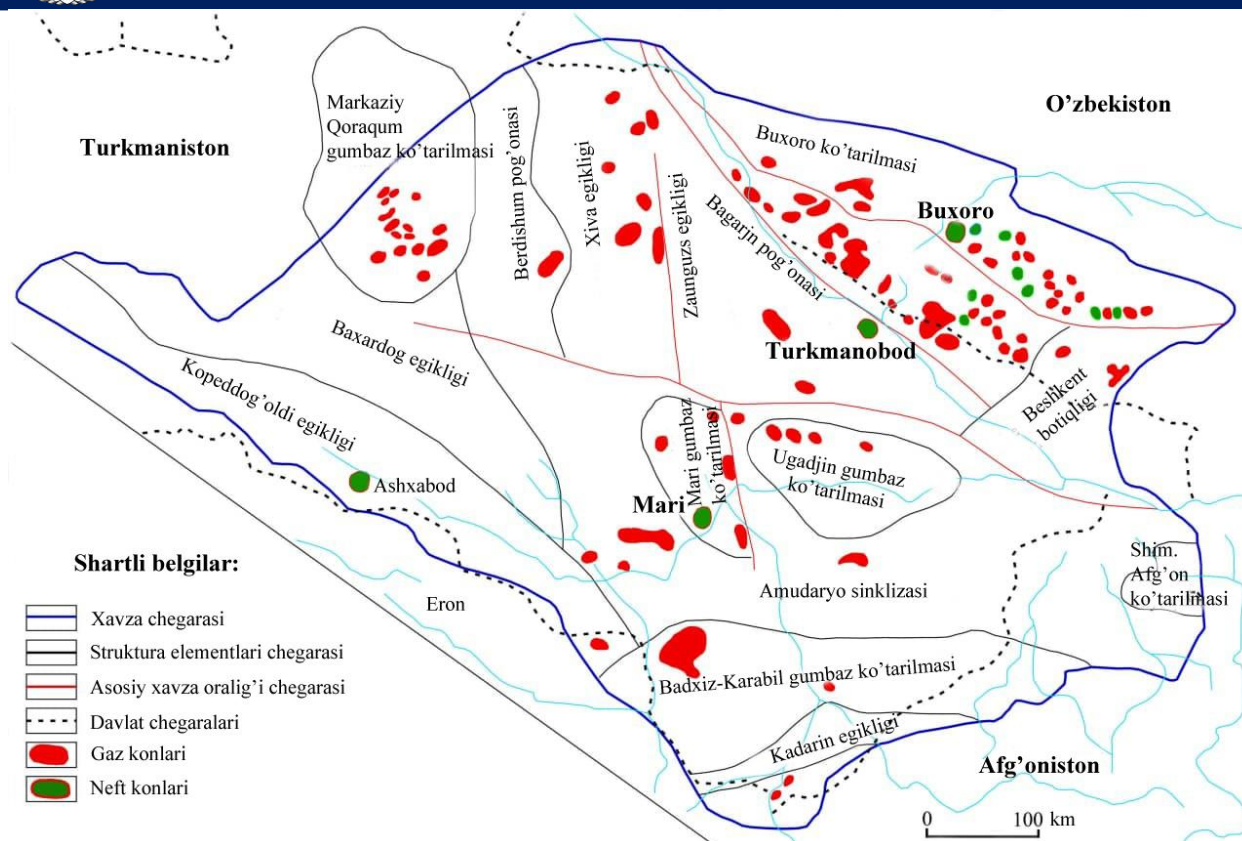 O'zbekiston
Turkmaniston
Markaziy
Qoraqum
gumbaz ko'tarilmasi
Berdishum pog'onasi
Xiva egikligi
Zaunguzs egikligi
Buxoro ko'tarilmasi
Bagarjn pog'onasi
Buxoro
Turkmanobod
Baxardog egikligi
Kopeddog'oldi egikligi
Beshkent
botiqligi
Mari gumbaz
ko'tarilmasi
Ugadjin gumbaz
ko'tarilmasi
Ashxabod
Mari
Shartli belgilar:
Xavza chegarasi
Struktura elementlari chegarasi
Asosiy xavza oralig'i chegarasi
Davlat chegaralari
Gaz konlari
Neft konlari
Eron
Amudaryo sinklizasi
Shim.
Afg'on
ko'tarilmasi
Badxiz-Karabil gumbaz ko'tarilmasi
Kadarin egikligi
Afg'oniston
0 100 km